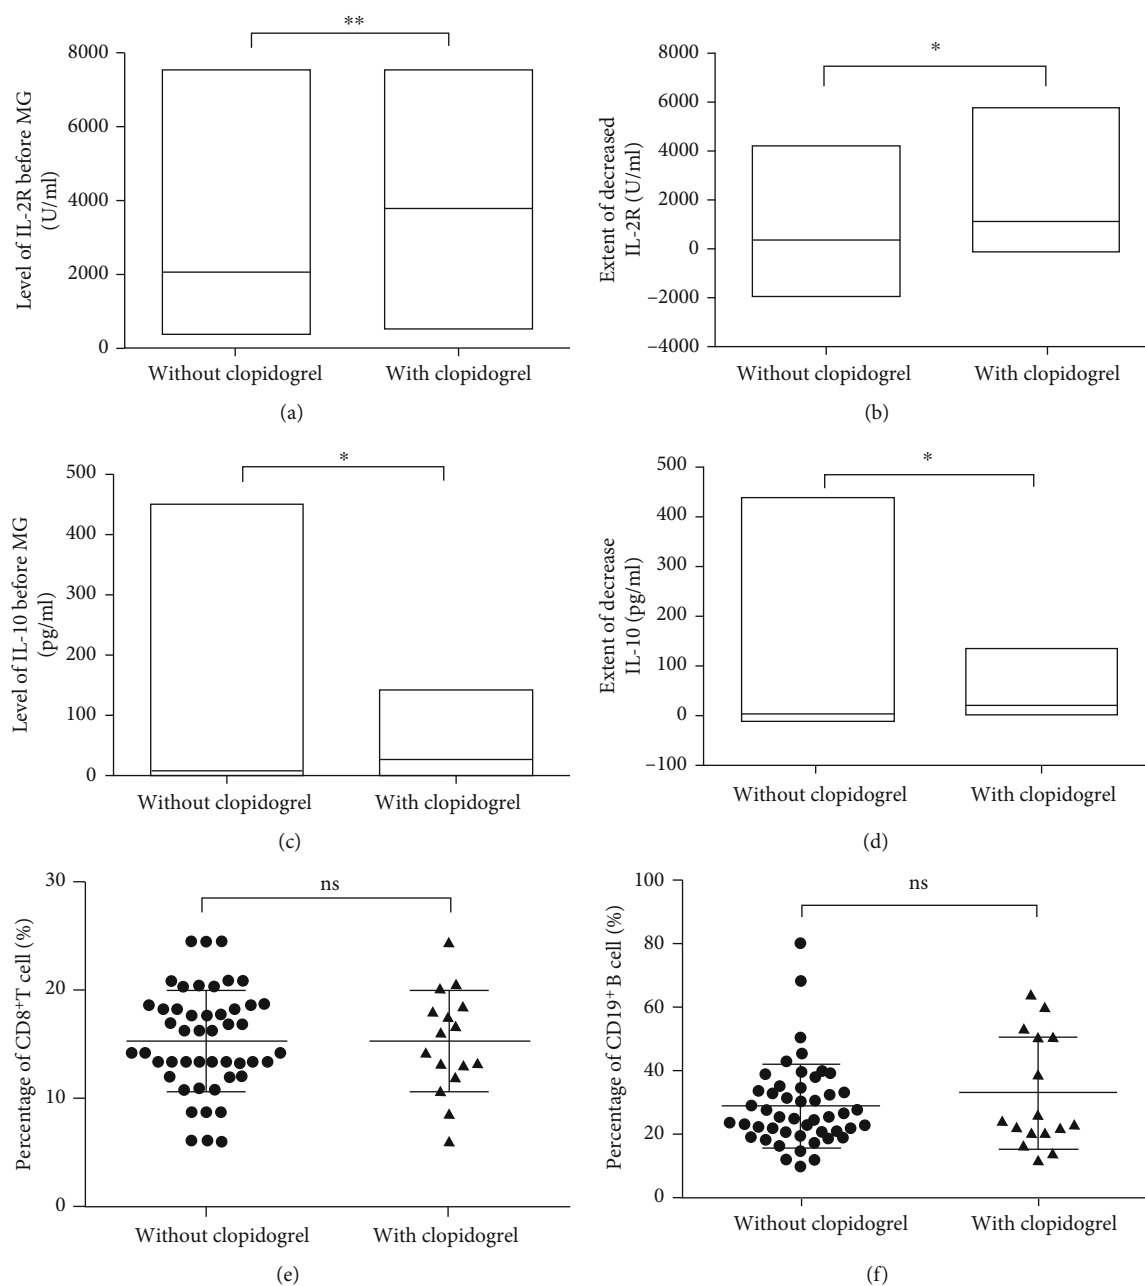 **
8000
6000
4000
2000
0
Level of IL-2R before MG
(U/ml)
Without clopidogrel
With clopidogrel
(a)
*
8000
6000
4000
2000
0
−2000
−4000
Extent of decreased
IL-2R (U/ml)
Without clopidogrel
With clopidogrel
(b)
*
500
400
300
200
100
0
Level of IL-10 before MG
(pg/ml)
Without clopidogrel
With clopidogrel
(c)
*
500
400
300
200
100
0
−100
Extent of decrease
IL-10 (pg/ml)
Without clopidogrel
With clopidogrel
(d)
ns
30
20
10
0
Percentage of CD8⁺T cell (%)
Without clopidogrel
With clopidogrel
(e)
ns
100
80
60
40
20
0
Percentage of CD19⁺ B cell (%)
Without clopidogrel
With clopidogrel
(f)